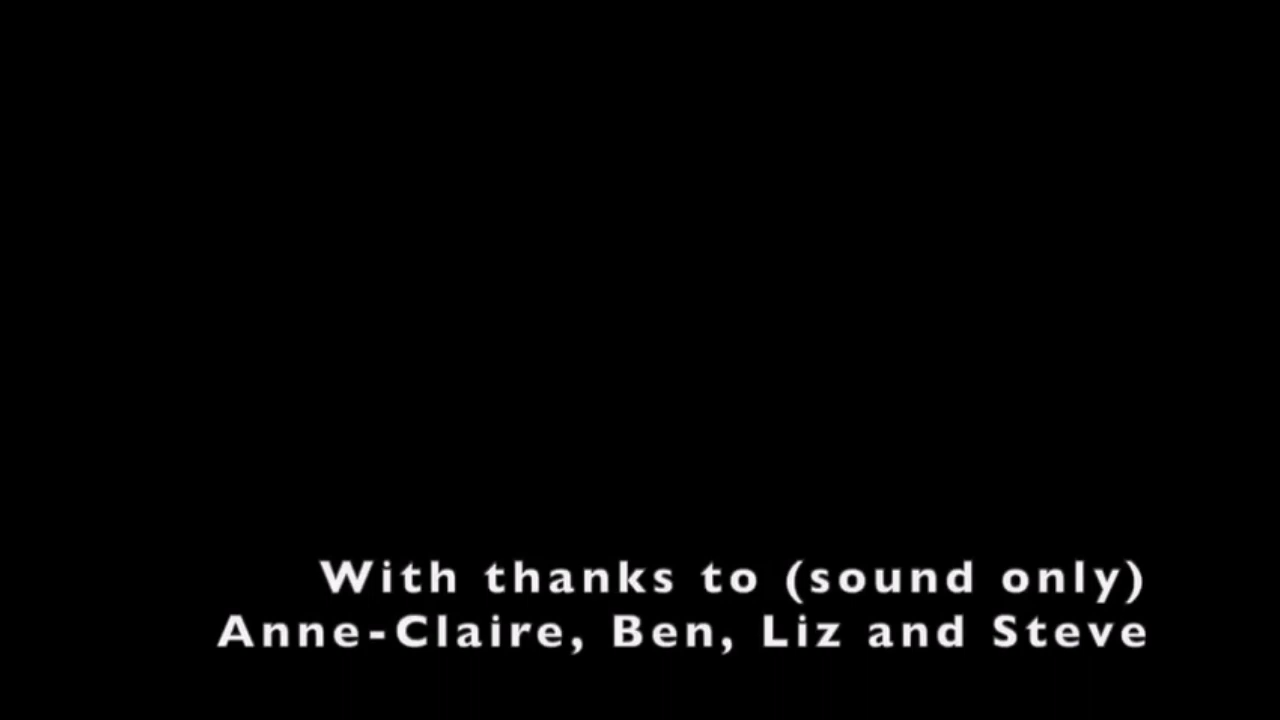 With thanks to (sound only)
Anne-Claire, Ben, Liz and Steve